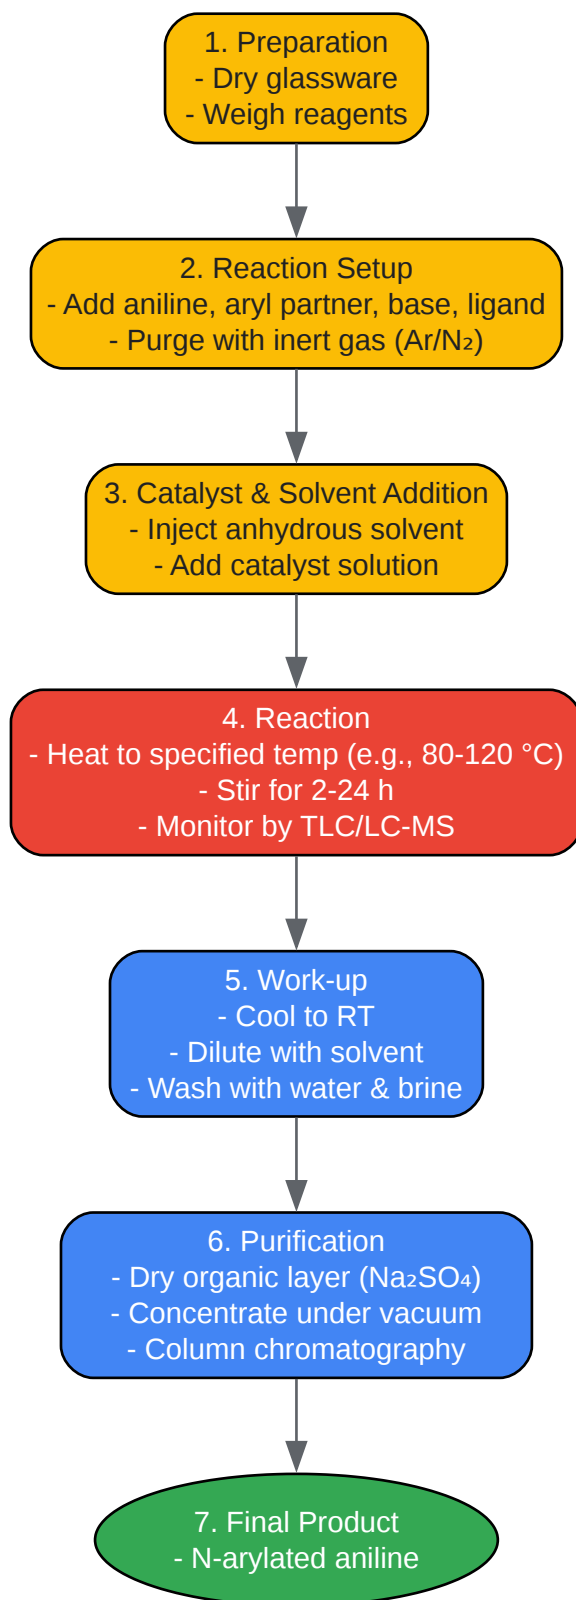 1. Preparation
- Dry glassware
- Weigh reagents
2. Reaction Setup
- Add aniline, aryl partner, base, ligand
- Purge with inert gas (Ar/N₂)
3. Catalyst & Solvent Addition
- Inject anhydrous solvent
- Add catalyst solution
4. Reaction
- Heat to specified temp (e.g., 80-120 °C)
- Stir for 2-24 h
- Monitor by TLC/LC-MS
5. Work-up
- Cool to RT
- Dilute with solvent
- Wash with water & brine
6. Purification
- Dry organic layer (Na₂SO₄)
- Concentrate under vacuum
- Column chromatography
7. Final Product
- N-arylated aniline